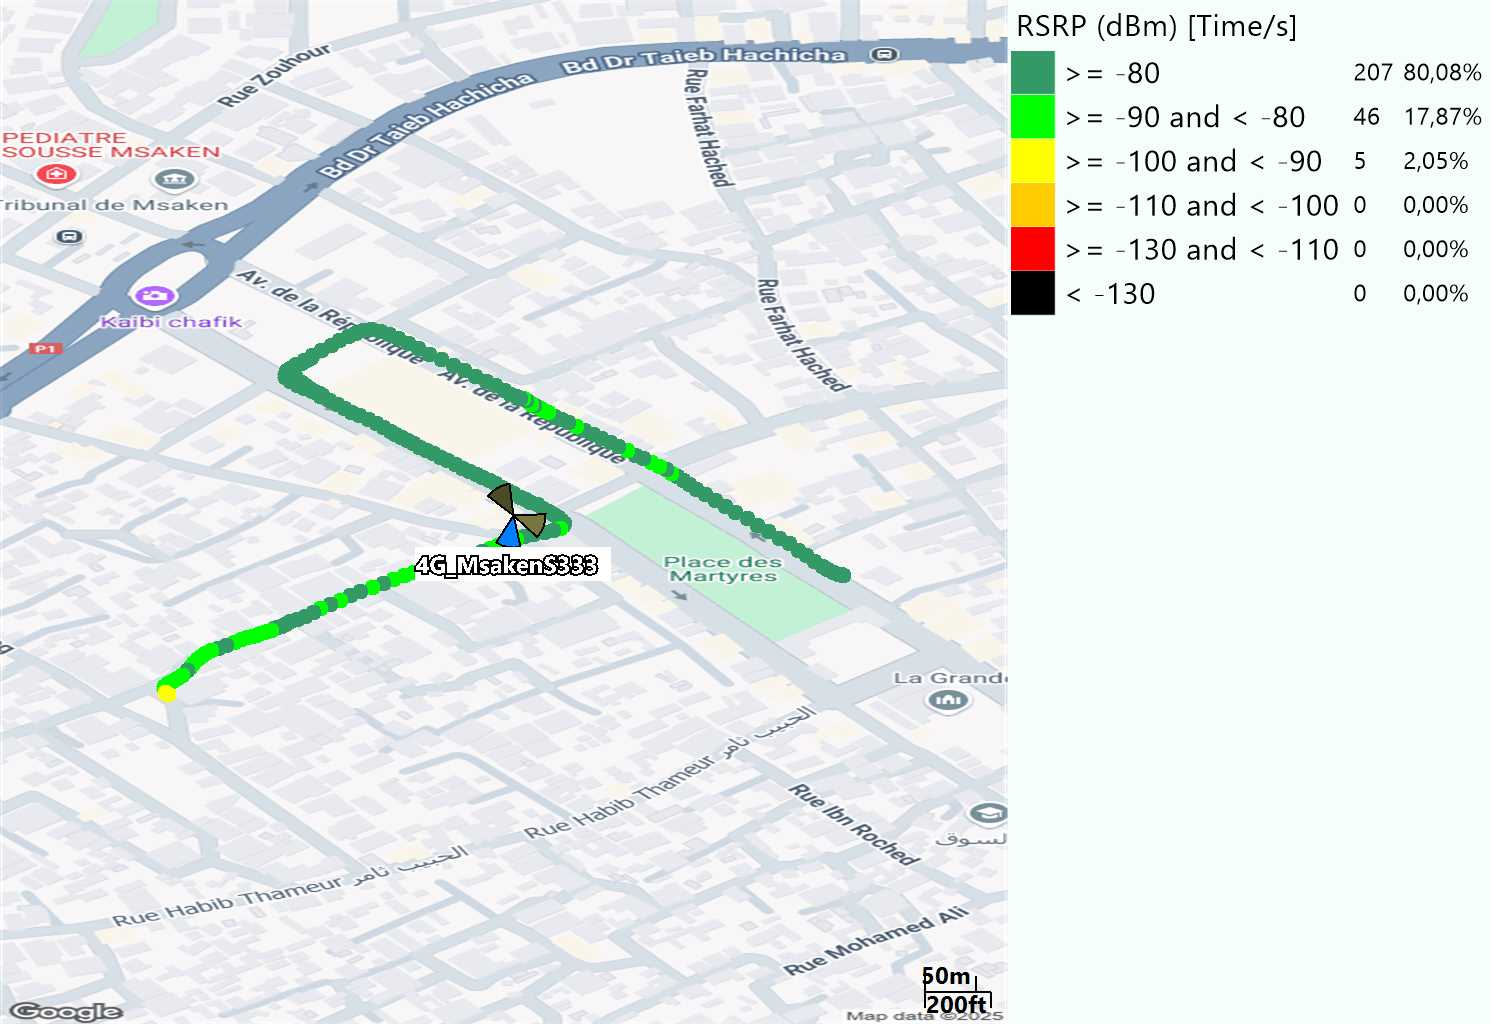 RSRP (dBm) [Time/s]
>= -80 207 80,08%
>= -90 and < -80 46 17,87%
>= -100 and < -90 5 2,05%
>= -110 and < -100 0 0,00%
>= -130 and < -110 0 0,00%
< -130 0 0,00%
Rue Zouhour
Bd Dr Taieb Hachicha
Bd Dr Taieb Hachicha
Rue Farhat Hached
PEDIATRE
SOUSSE MSAKEN
Tribunal de Msaken
Av. de la République
Kaibi chafik
P1
Rue Farhat Hached
Av. de la République
4G_MsakenS333
Place des
Martyres
La Grande
Rue Habib Thameur الحبيب ثامر
Rue Ibn Roched
السوق
Rue Habib Thameur الحبيب ثامر
Rue Mohamed Ali
50m
200ft
Google
Map data ©2025